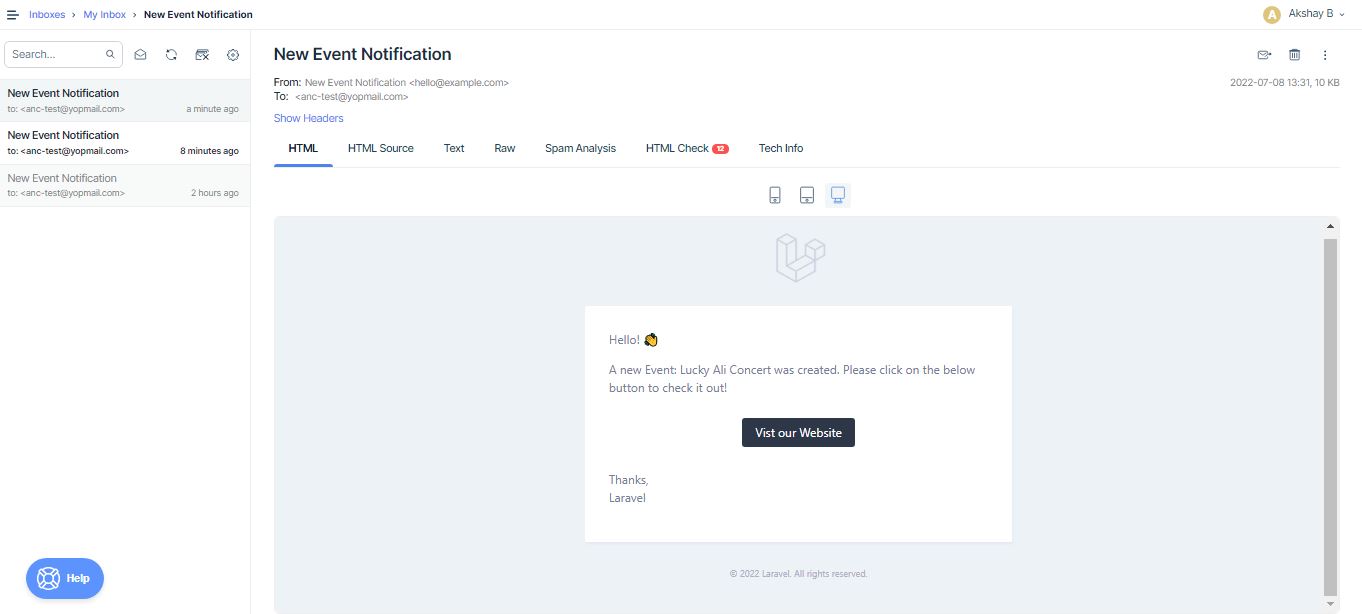 Inboxes › My Inbox › New Event Notification
Akshay B
Search...
New Event Notification
to: <anc-test@yopmail.com> a minute ago
New Event Notification
to: <anc-test@yopmail.com> 8 minutes ago
New Event Notification
to: <anc-test@yopmail.com> 2 hours ago
Help
New Event Notification
From: New Event Notification <hello@example.com>
2022-07-08 13:31, 10 KB
To: <anc-test@yopmail.com>
Show Headers
HTML HTML Source Text Raw Spam Analysis HTML Check 12 Tech Info
Hello! 👏
A new Event: Lucky Ali Concert was created. Please click on the below
button to check it out!
Vist our Website
Thanks,
Laravel
© 2022 Laravel. All rights reserved.